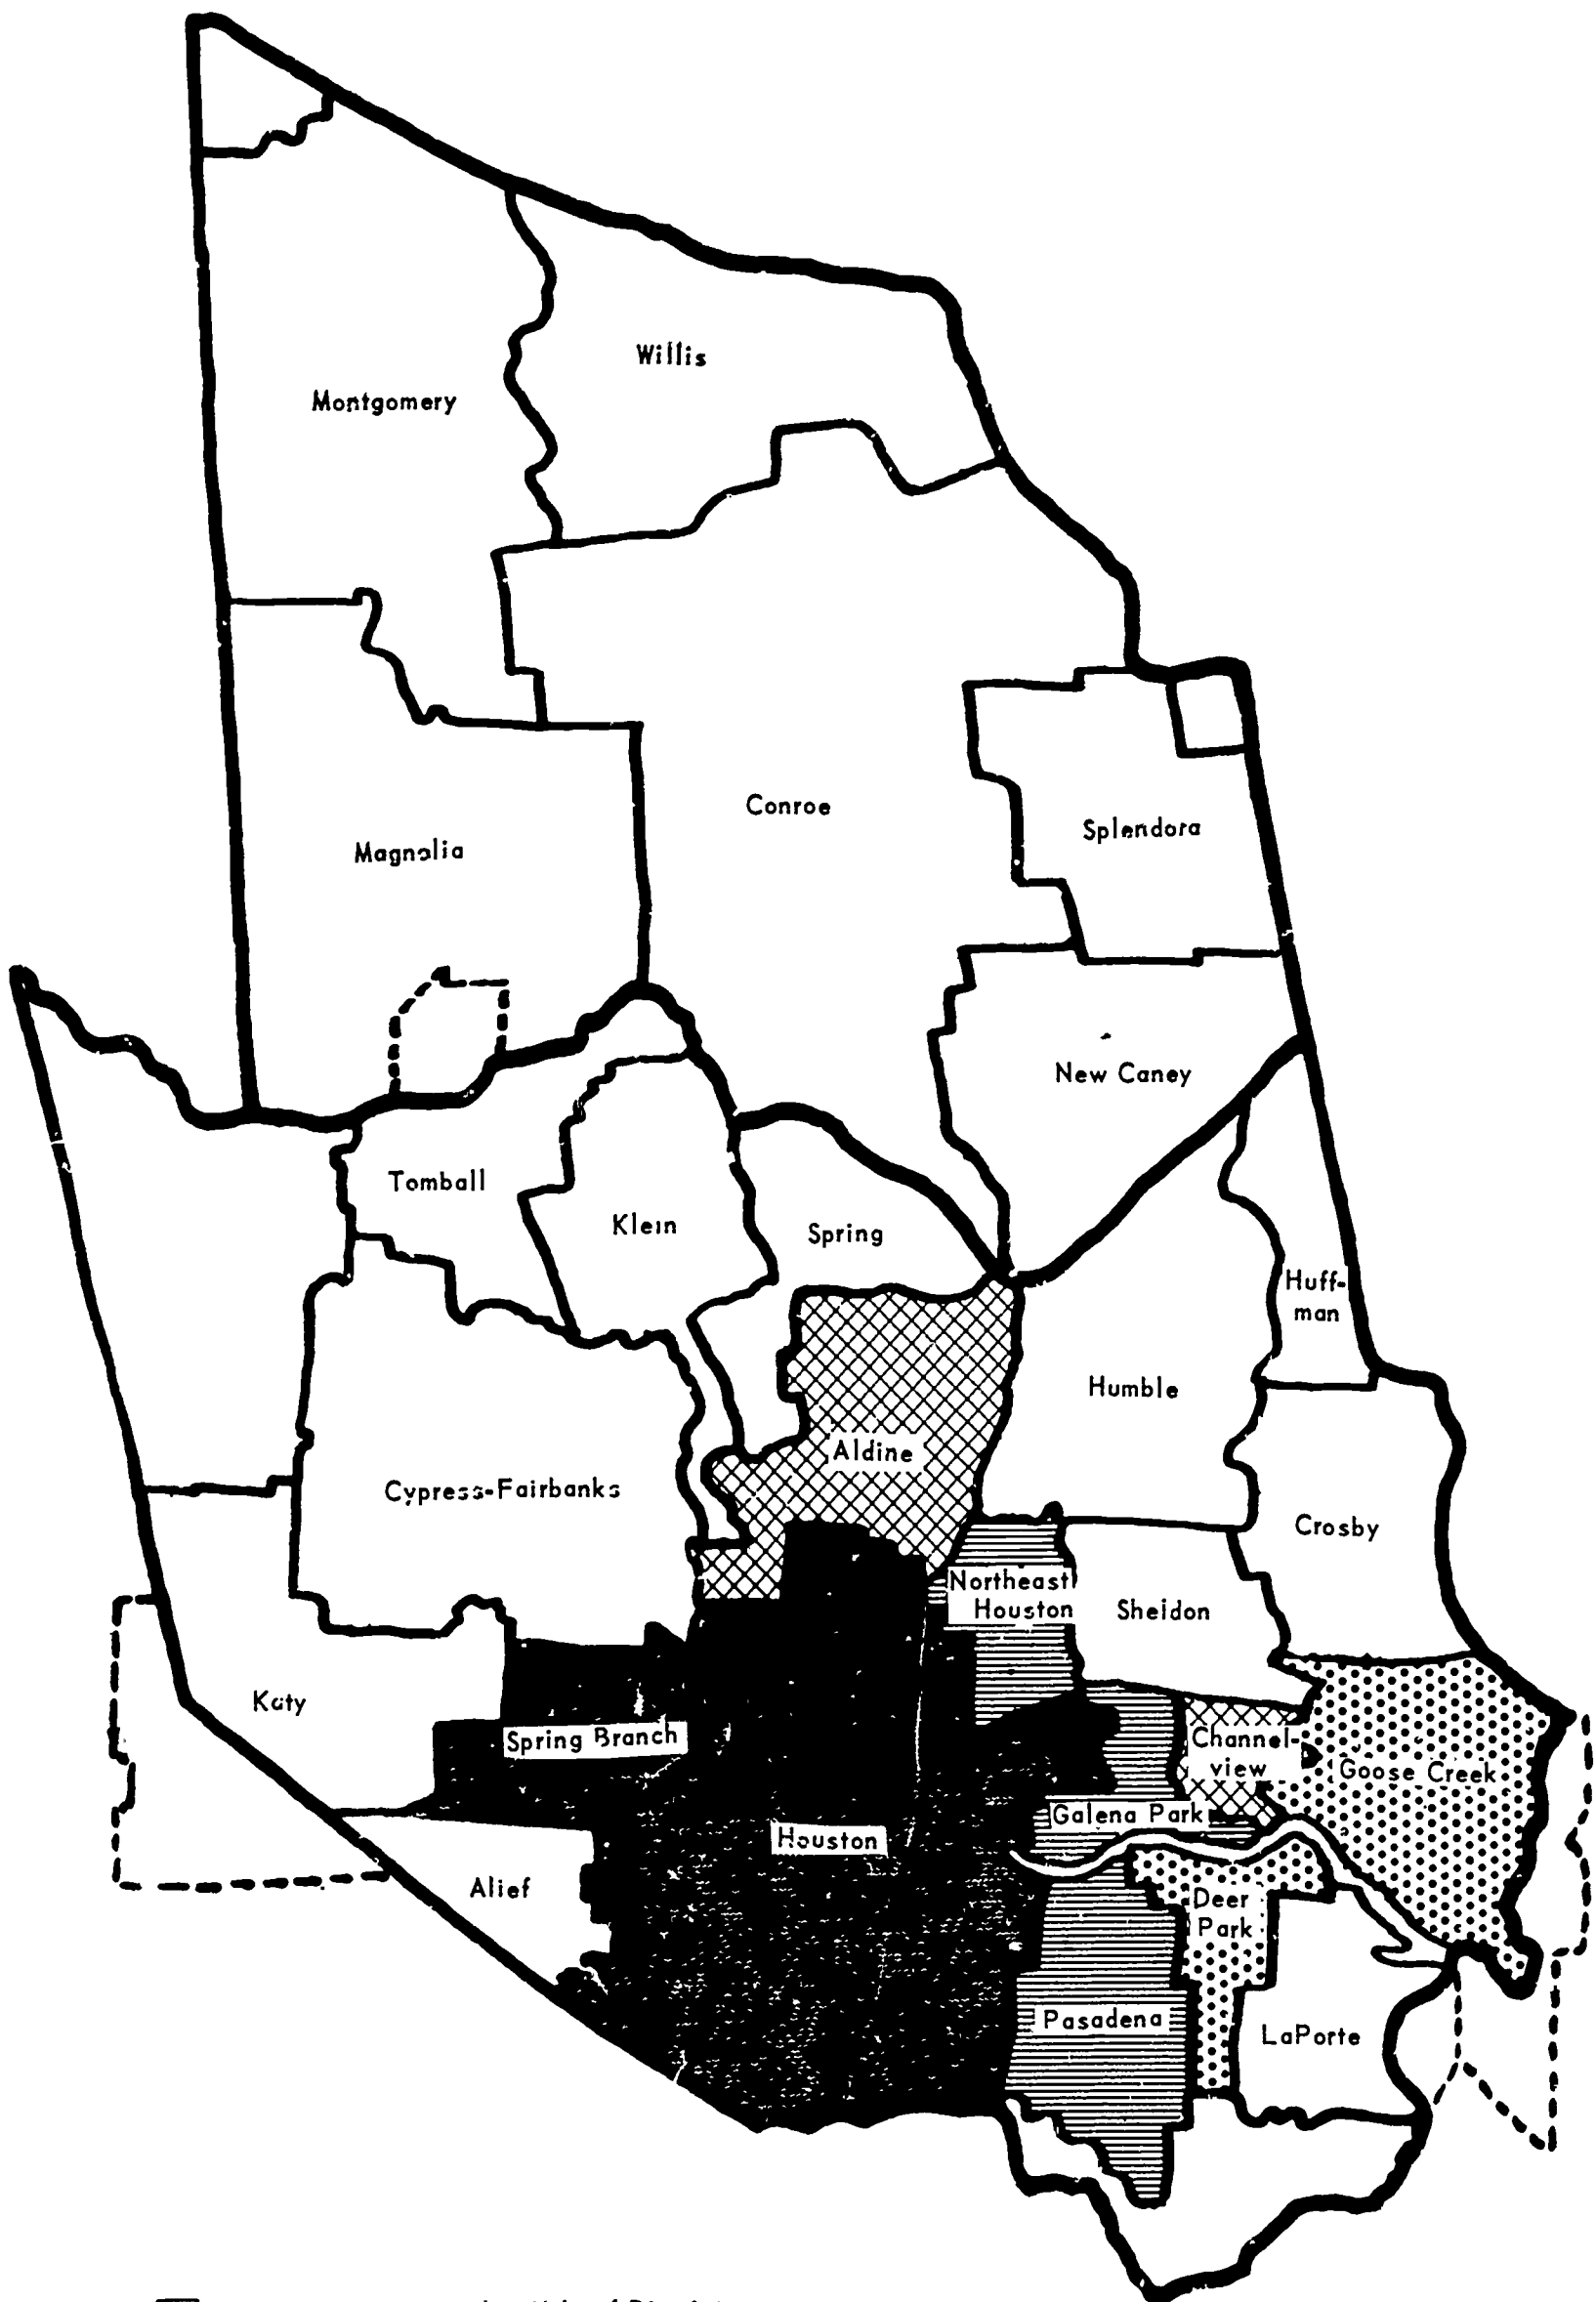 Willis
Montgomery
Conroe
Splendora
Magnolia
New Caney
Tomball
Klein
Spring
Huff-
man
Humble
Aldine
Cypress-Fairbanks
Crosby
Northeast
Houston
Sheldon
Katy
Spring Branch
Channel-
view
Goose Creek
Galena Park
Houston
Alief
Deer
Park
Pasadena
LaPorte